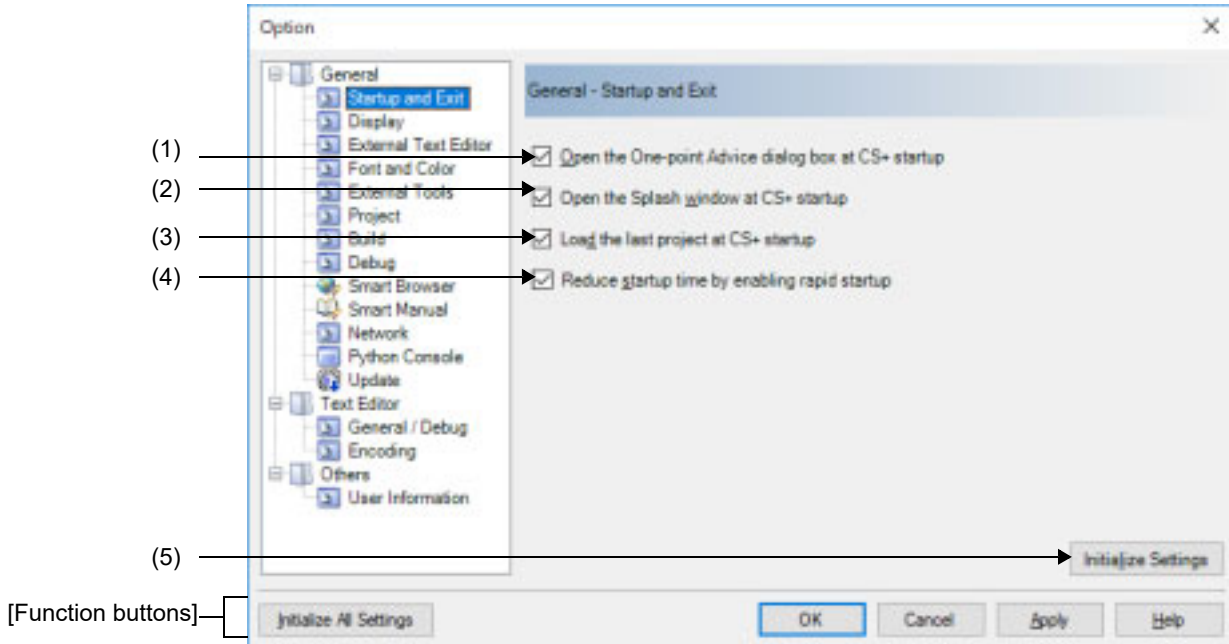 Option
General
Startup and Exit
Display
External Text Editor
Font and Color
External Tools
Project
Build
Debug
Smart Browser
Smart Manual
Network
Python Console
Update
Text Editor
General / Debug
Encoding
Others
User Information
General - Startup and Exit
(1) Open the One-point Advice dialog box at CS+ startup
(2) Open the Splash window at CS+ startup
(3) Load the last project at CS+ startup
(4) Reduce startup time by enabling rapid startup
(5) Initialize Settings
[Function buttons] Initialize All Settings OK Cancel Apply Help